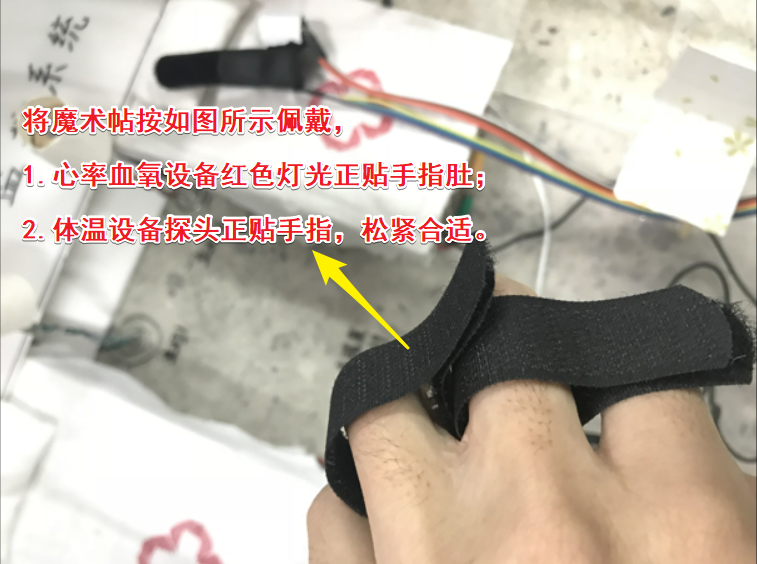 系统
将魔术帖按如图所示佩戴，
1.心率血氧设备红色灯光正贴手指肚；
2.体温设备探头正贴手指，松紧合适。